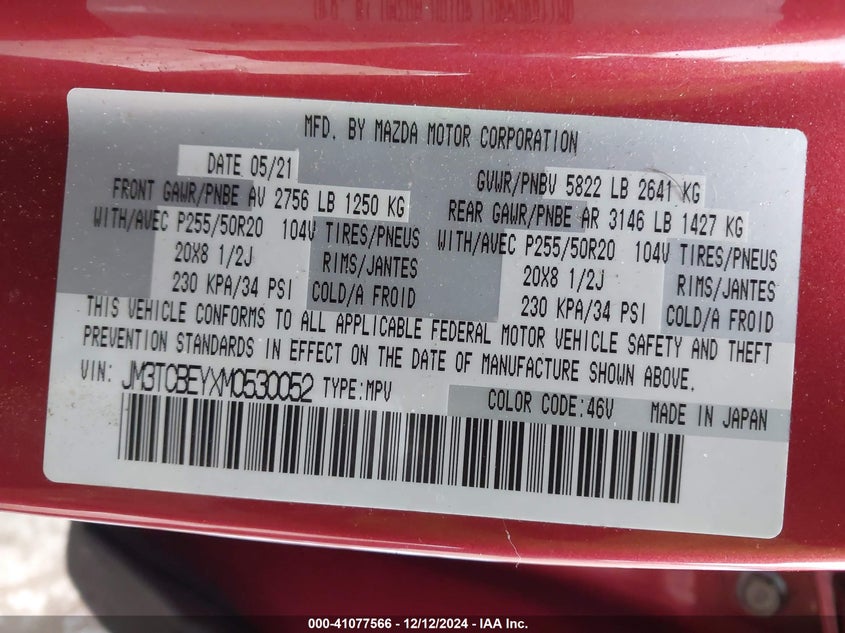 MFD. BY MAZDA MOTOR CORPORATION
DATE 05/21
GVWR/PNBV 5822 LB 2641 KG
FRONT GAWR/PNBE AV 2756 LB 1250 KG
REAR GAWR/PNBE AR 3146 LB 1427 KG
WITH/AVEC P255/50R20 104V TIRES/PNEUS
WITH/AVEC P255/50R20 104V TIRES/PNEUS
20X8 1/2J RIMS/JANTES
20X8 1/2J RIMS/JANTES
230 KPA/34 PSI COLD/A FROID
230 KPA/34 PSI COLD/A FROID
THIS VEHICLE CONFORMS TO ALL APPLICABLE FEDERAL MOTOR VEHICLE SAFETY AND THEFT
PREVENTION STANDARDS IN EFFECT ON THE DATE OF MANUFACTURE SHOWN ABOVE.
VIN: JM3TCBEYXM0530052 TYPE:MPV
COLOR CODE:46V MADE IN JAPAN
000-41077566 - 12/12/2024 - IAA Inc.